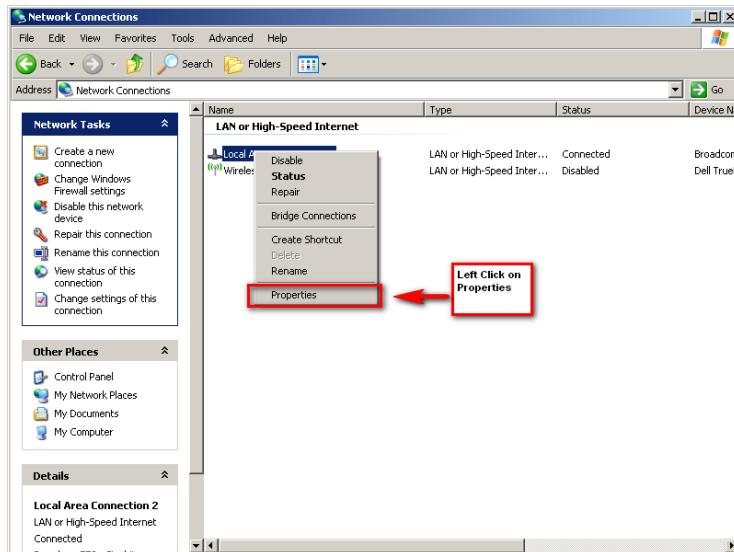 Network Connections
File Edit View Favorites Tools Advanced Help
Back Search Folders
Address Network Connections Go
Name Type Status Device N
LAN or High-Speed Internet
Local A LAN or High-Speed Inter... Connected Broadcom
Wireles LAN or High-Speed Inter... Disabled Dell True
Disable
Status
Repair
Bridge Connections
Create Shortcut
Delete
Rename
Properties
Left Click on
Properties
Network Tasks
Create a new
connection
Change Windows
Firewall settings
Disable this network
device
Repair this connection
Rename this connection
View status of this
connection
Change settings of this
connection
Other Places
Control Panel
My Network Places
My Documents
My Computer
Details
Local Area Connection 2
LAN or High-Speed Internet
Connected